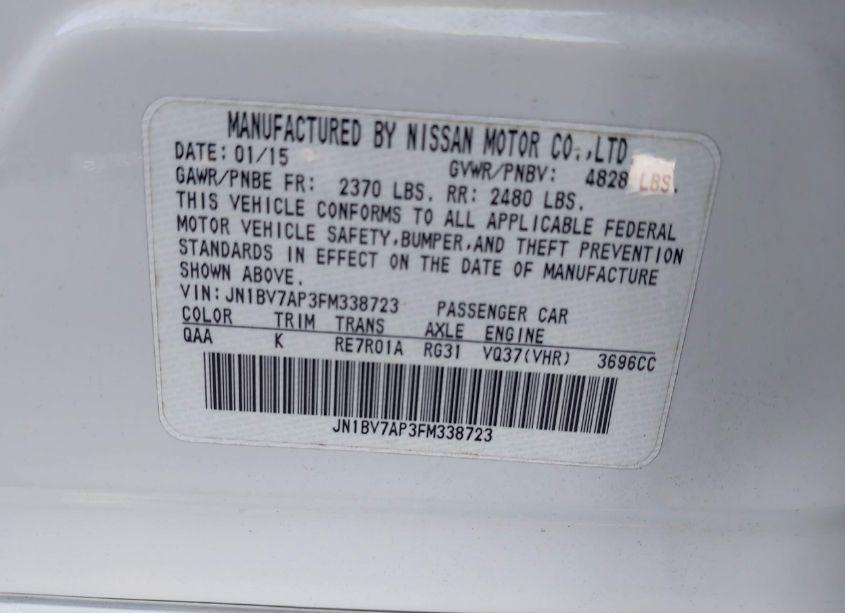 MANUFACTURED BY NISSAN MOTOR CO.,LTD.
DATE: 01/15 GVWR/PNBV: 4828 LBS.
GAWR/PNBE FR: 2370 LBS. RR: 2480 LBS.
THIS VEHICLE CONFORMS TO ALL APPLICABLE FEDERAL
MOTOR VEHICLE SAFETY,BUMPER,AND THEFT PREVENTION
STANDARDS IN EFFECT ON THE DATE OF MANUFACTURE
SHOWN ABOVE.
VIN: JN1BV7AP3FM338723 PASSENGER CAR
COLOR TRIM TRANS AXLE ENGINE
QAA K RE7R01A RG31 VQ37(VHR) 3696CC
JN1BV7AP3FM338723